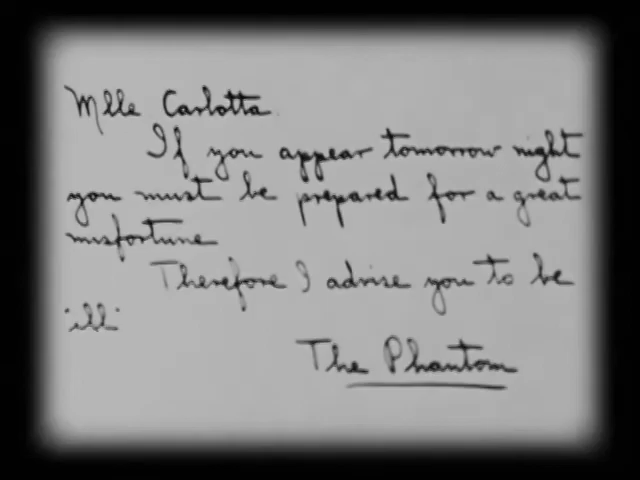 Mlle Carlotta
If you appear tomorrow night
you must be prepared for a great
misfortune
Therefore I advise you to be
"ill"
The Phantom